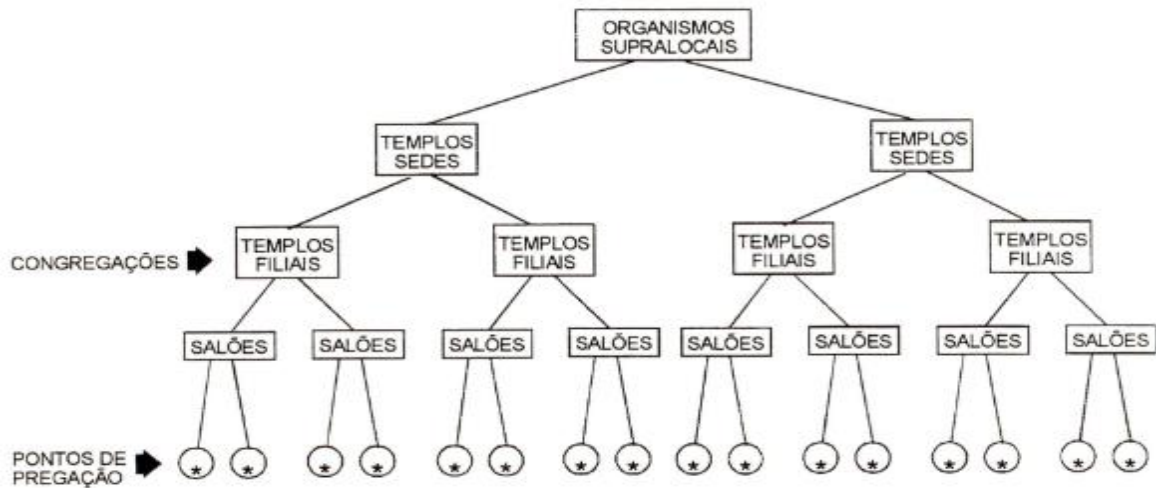 ORGANISMOS
SUPRALOCAIS
TEMPLOS
SEDES
TEMPLOS
SEDES
CONGREGAÇÕES
TEMPLOS
FILIAIS
TEMPLOS
FILIAIS
TEMPLOS
FILIAIS
TEMPLOS
FILIAIS
SALÕES
SALÕES
SALÕES
SALÕES
SALÕES
SALÕES
SALÕES
SALÕES
PONTOS DE
PREGAÇÃO
* * * * * * * * * * * * * * * *